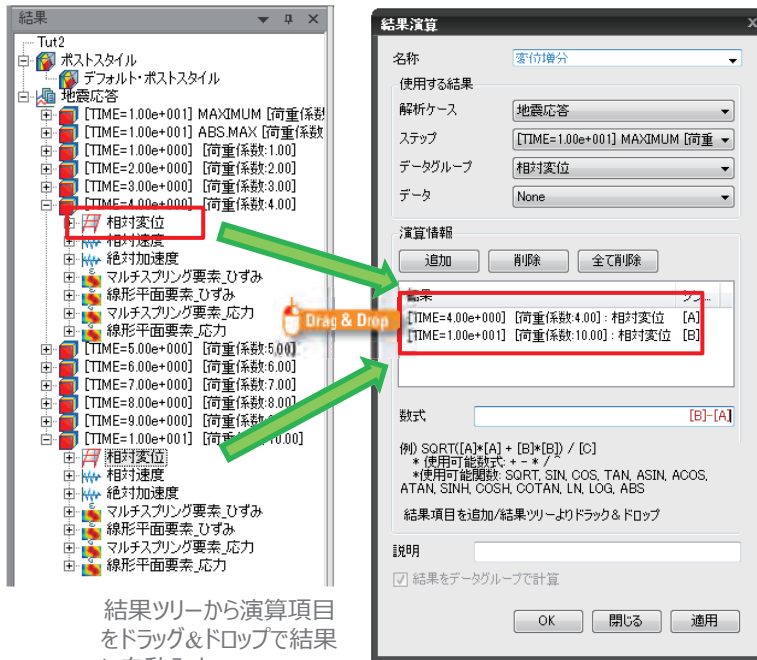 結果
Tut2
ポストスタイル
デフォルト・ポストスタイル
地震応答
[TIME=1.00e+001] MAXIMUM [荷重係数
[TIME=1.00e+001] ABS.MAX [荷重係数
[TIME=1.00e+000] [荷重係数:1.00]
[TIME=2.00e+000] [荷重係数:2.00]
[TIME=3.00e+000] [荷重係数:3.00]
[TIME=4.00e+000] [荷重係数:4.00]
相対変位
相対速度
絶対加速度
マルチスプリング要素_ひずみ
線形平面要素_ひずみ
マルチスプリング要素_応力
線形平面要素_応力
[TIME=5.00e+000] [荷重係数:5.00]
[TIME=6.00e+000] [荷重係数:6.00]
[TIME=7.00e+000] [荷重係数:7.00]
[TIME=8.00e+000] [荷重係数:8.00]
[TIME=9.00e+000] [荷重係数
[TIME=1.00e+001] [荷重係数:10.00]
相対変位
相対速度
絶対加速度
マルチスプリング要素_ひずみ
線形平面要素_ひずみ
マルチスプリング要素_応力
線形平面要素_応力
結果ツリーから演算項目
をドラッグ&ドロップで結果
Drag & Drop
結果演算
名称 変位増分
使用する結果
解析ケース 地震応答
ステップ [TIME=1.00e+001] MAXIMUM [荷重
データグループ 相対変位
データ None
演算情報
追加 削除 全て削除
結果 シン...
[TIME=4.00e+000] [荷重係数:4.00] : 相対変位 [A]
[TIME=1.00e+001] [荷重係数:10.00] : 相対変位 [B]
数式 [B]-[A]
例) SQRT([A]*[A] + [B]*[B]) / [C]
* 使用可能数式: + - * / ^
*使用可能関数: SQRT, SIN, COS, TAN, ASIN, ACOS,
ATAN, SINH, COSH, COTAN, LN, LOG, ABS
結果項目を追加/結果ツリーよりドラック＆ドロップ
説明
結果をデータグループで計算
OK 閉じる 適用